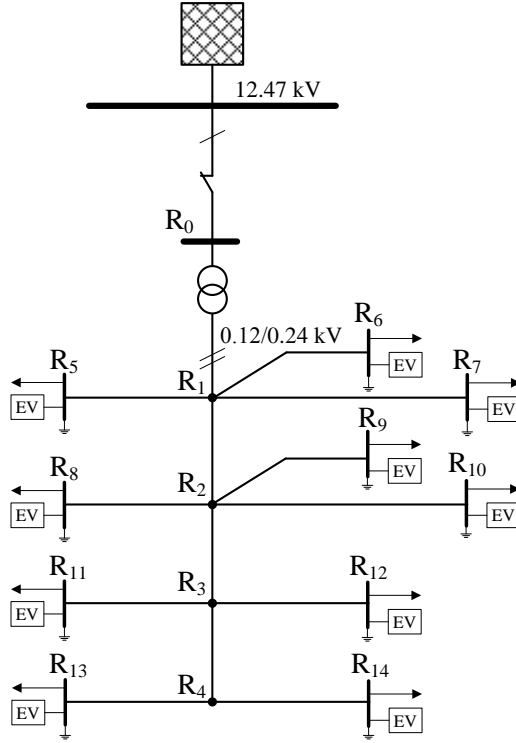 12.47 kV
R₀
0.12/0.24 kV
R₆
R₅
R₁
R₇
EV
EV
EV
R₉
R₈
R₂
R₁₀
EV
EV
EV
R₁₁
R₃
R₁₂
EV
EV
R₁₃
R₄
R₁₄
EV
EV